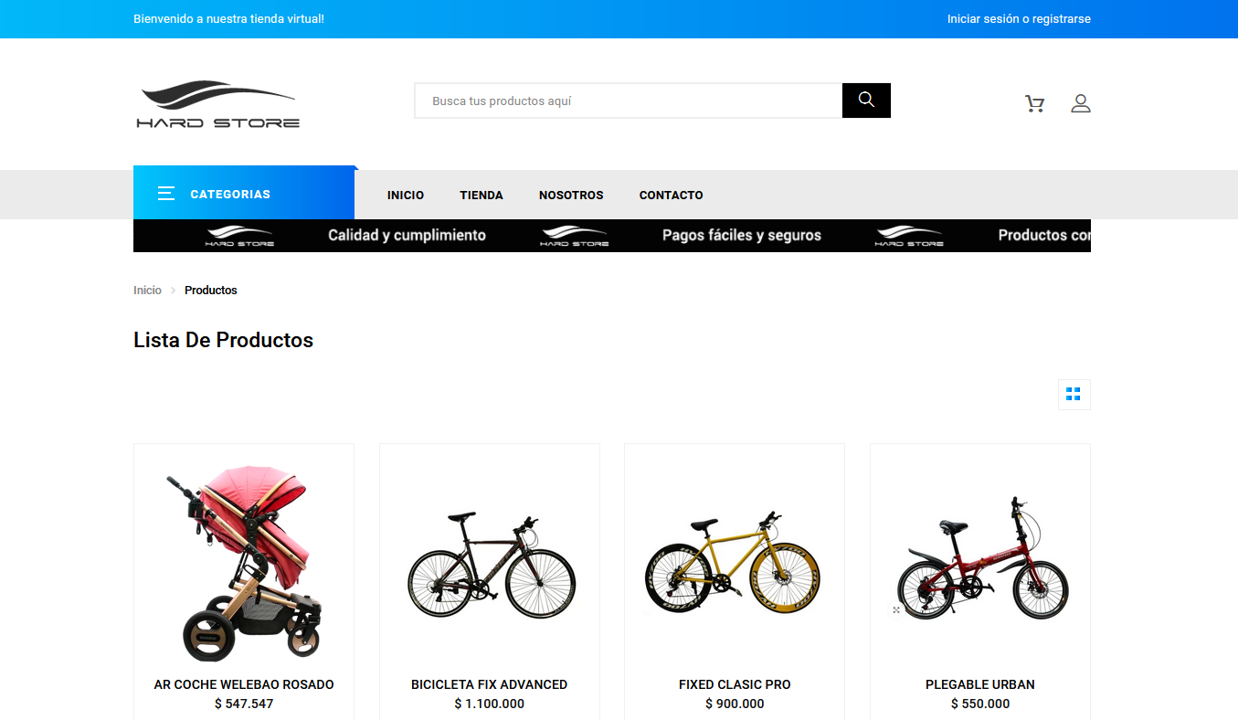 Bienvenido a nuestra tienda virtual!
Iniciar sesión o registrarse
HARD STORE
Busca tus productos aquí
CATEGORIAS
INICIO
TIENDA
NOSOTROS
CONTACTO
HARD STORE
Calidad y cumplimiento
HARD STORE
Pagos fáciles y seguros
HARD STORE
Productos con
Inicio
Productos
Lista De Productos
AR COCHE WELEBAO ROSADO
$ 547.547
BICICLETA FIX ADVANCED
$ 1.100.000
FIXED CLASIC PRO
$ 900.000
PLEGABLE URBAN
$ 550.000